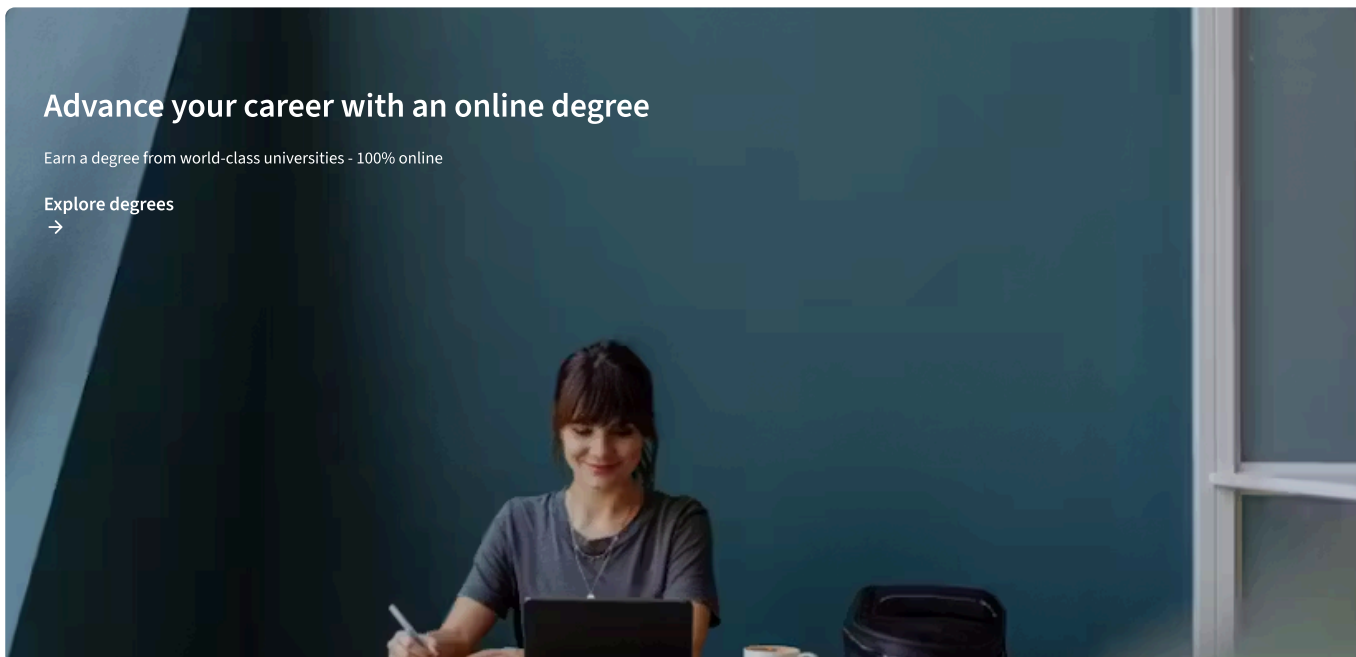 Advance your career with an online degree
Earn a degree from world-class universities - 100% online
Explore degrees
→